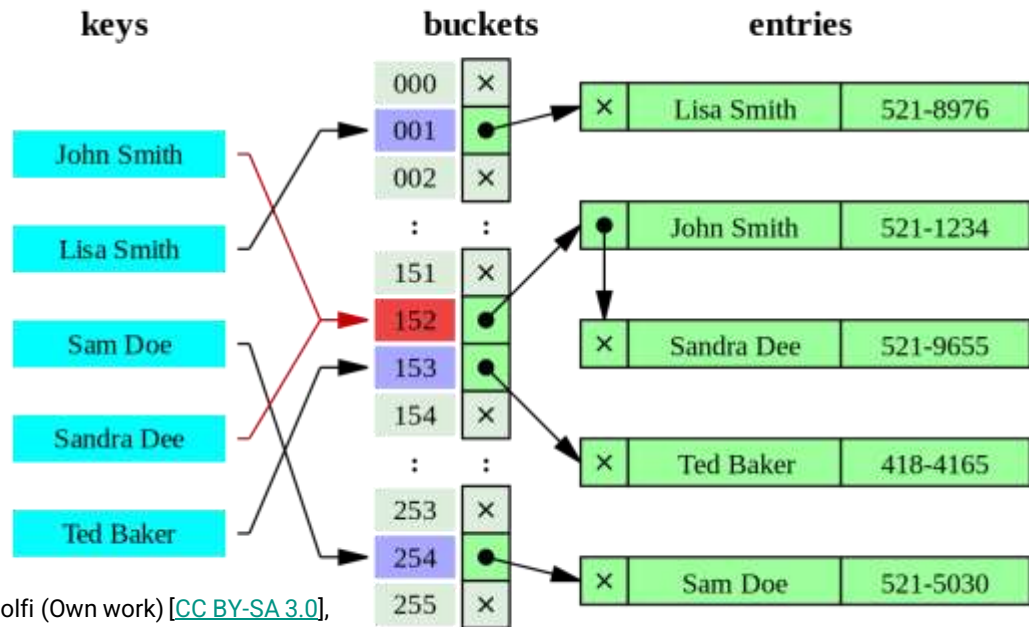 keys
buckets
entries
John Smith
Lisa Smith
Sam Doe
Sandra Dee
Ted Baker
000 ×
001
002 ×
: :
151 ×
152
153
154 ×
: :
253 ×
254
255 ×
× Lisa Smith 521-8976
John Smith 521-1234
× Sandra Dee 521-9655
× Ted Baker 418-4165
× Sam Doe 521-5030
olfi (Own work) [CC BY-SA 3.0],